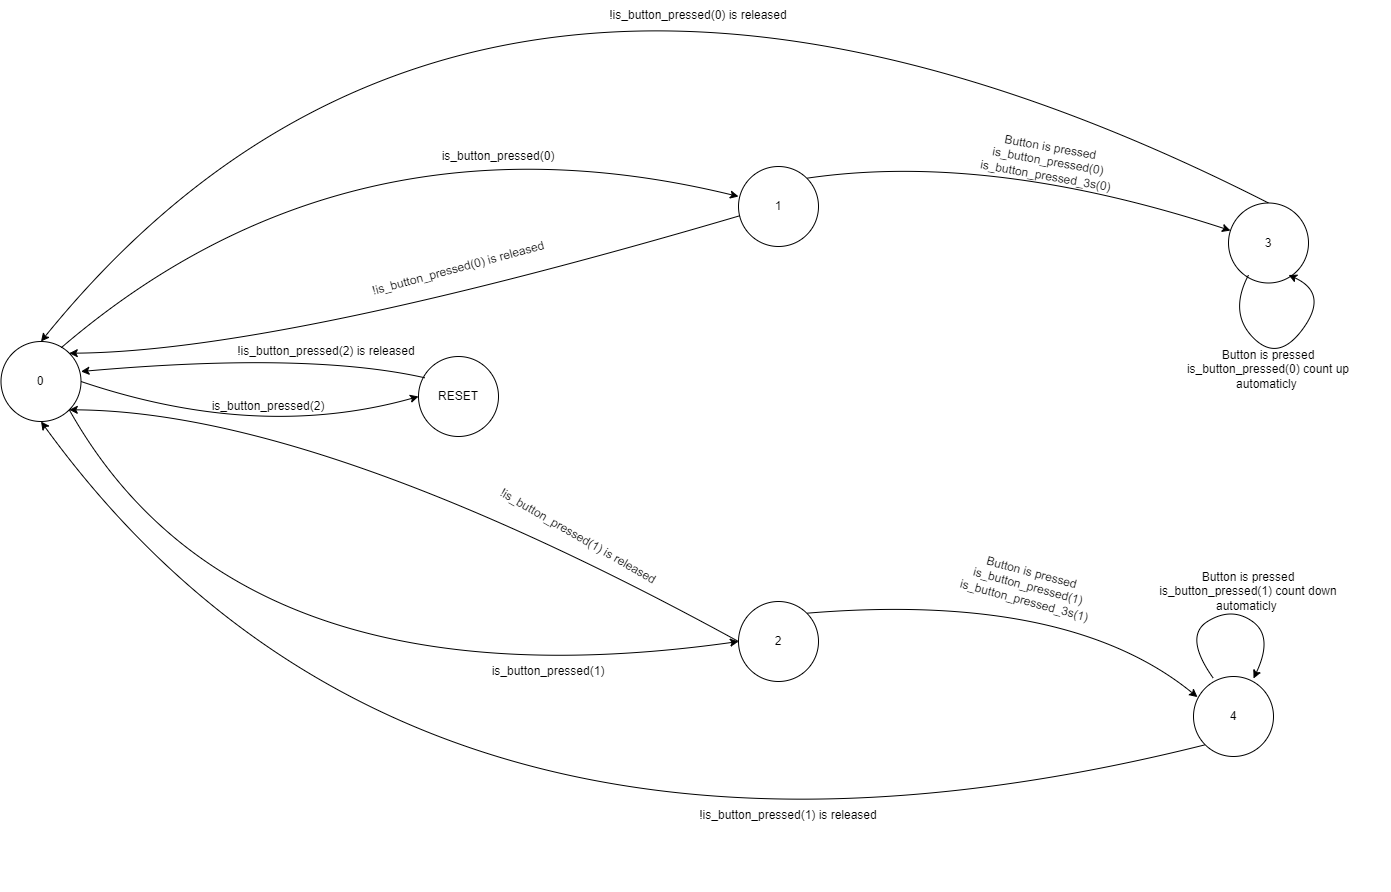 !is_button_pressed(0) is released
Button is pressed
is_button_pressed(0)
is_button_pressed_3s(0)
is_button_pressed(0)
1
3
!is_button_pressed(0) is released
!is_button_pressed(2) is released
Button is pressed
is_button_pressed(0) count up
automaticly
0
RESET
is_button_pressed(2)
!is_button_pressed(1) is released
Button is pressed
is_button_pressed(1)
is_button_pressed_3s(1)
Button is pressed
is_button_pressed(1) count down
automaticly
2
is_button_pressed(1)
4
!is_button_pressed(1) is released